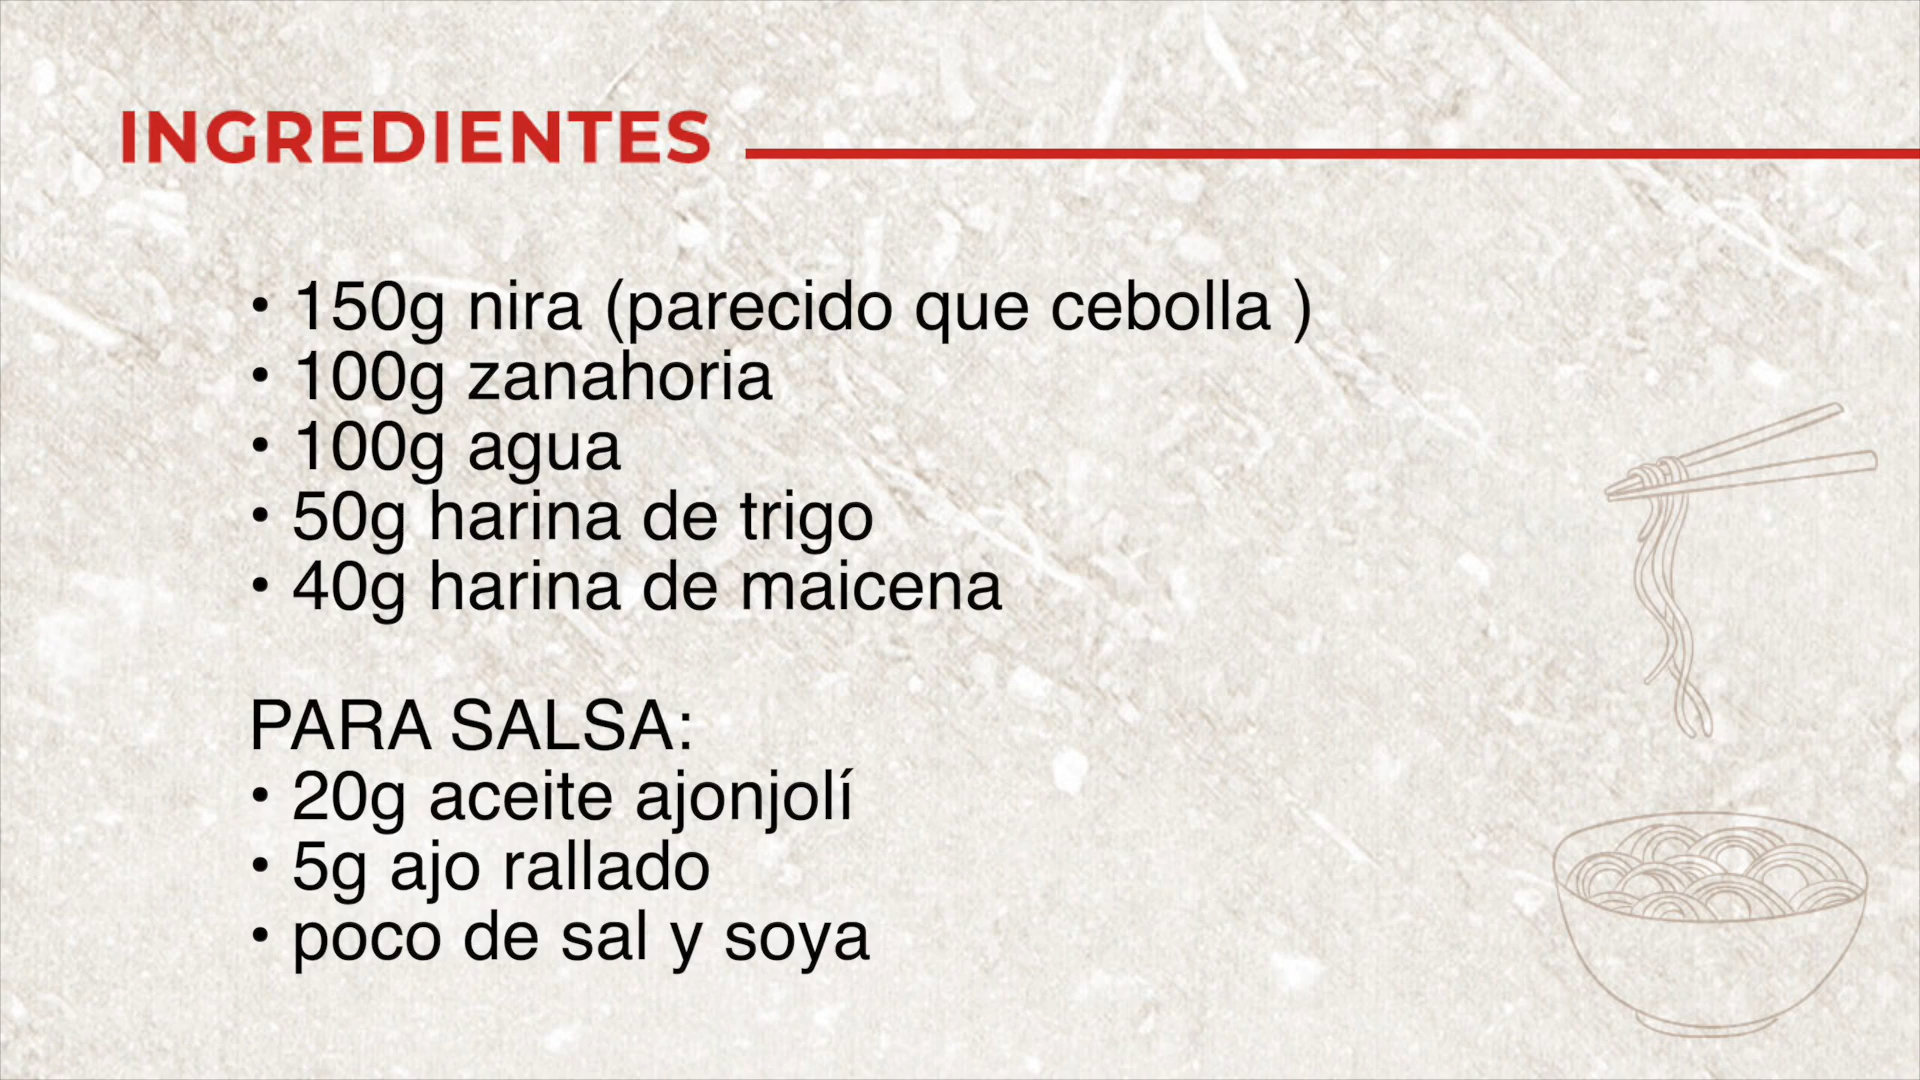 INGREDIENTES
• 150g nira (parecido que cebolla )
• 100g zanahoria
• 100g agua
• 50g harina de trigo
• 40g harina de maicena
PARA SALSA:
• 20g aceite ajonjolí
• 5g ajo rallado
• poco de sal y soya